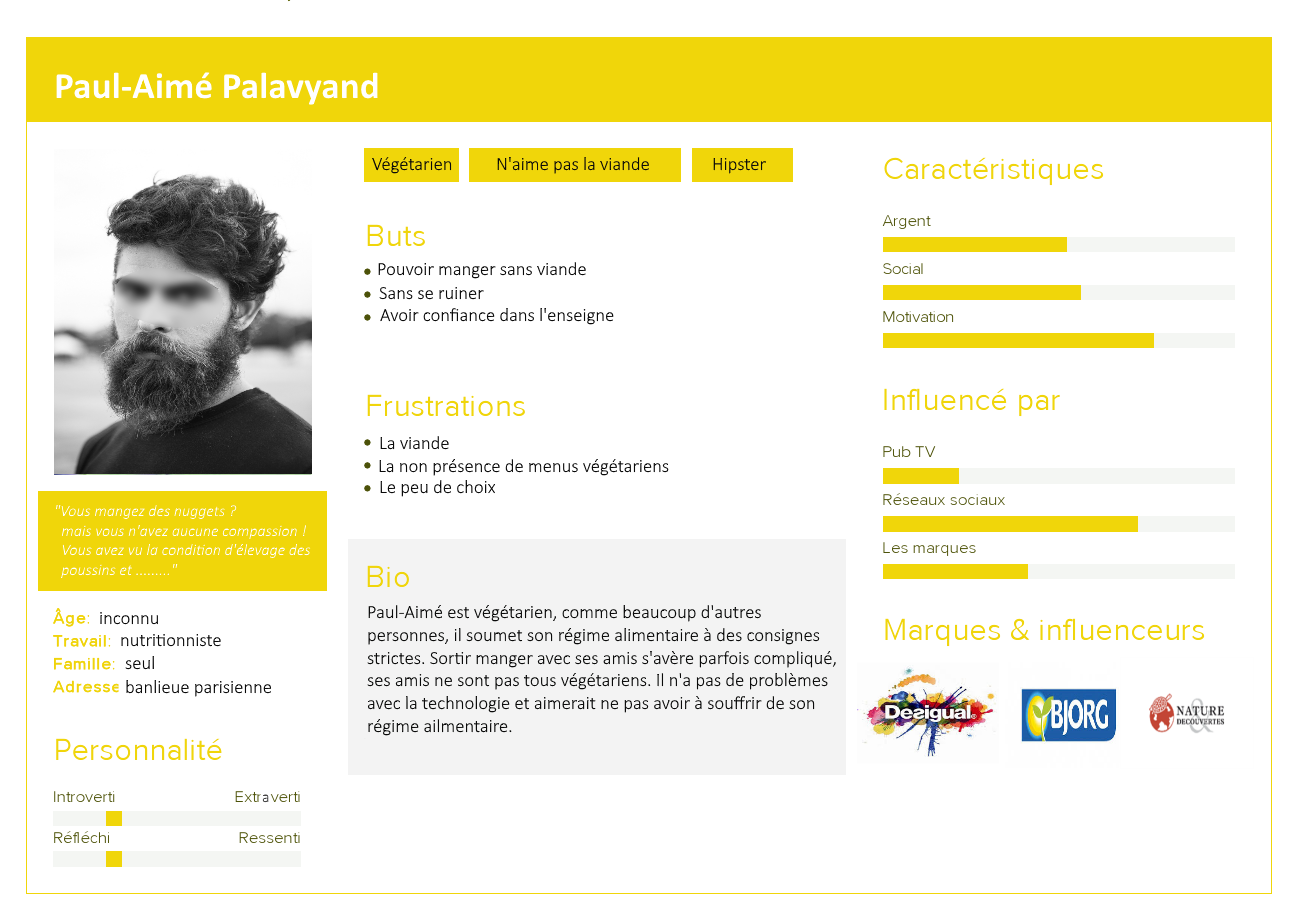 Paul-Aimé Palavyand
"Vous mangez des nuggets ?
mais vous n'avez aucune compassion !
Vous avez vu la condition d'élevage des
poussins et ........."
Âge: inconnu
Travail: nutritionniste
Famille: seul
Adresse banlieue parisienne
Personnalité
Introverti Extraverti
Réfléchi Ressenti
Végétarien N'aime pas la viande Hipster
Buts
• Pouvoir manger sans viande
• Sans se ruiner
• Avoir confiance dans l'enseigne
Frustrations
• La viande
• La non présence de menus végétariens
• Le peu de choix
Bio
Paul-Aimé est végétarien, comme beaucoup d'autres
personnes, il soumet son régime alimentaire à des consignes
strictes. Sortir manger avec ses amis s'avère parfois compliqué,
ses amis ne sont pas tous végétariens. Il n'a pas de problèmes
avec la technologie et aimerait ne pas avoir à souffrir de son
régime ailmentaire.
Caractéristiques
Argent
Social
Motivation
Influencé par
Pub TV
Réseaux sociaux
Les marques
Marques & influenceurs
Desigual.
BJORG
NATURE
&
DECOUVERTES